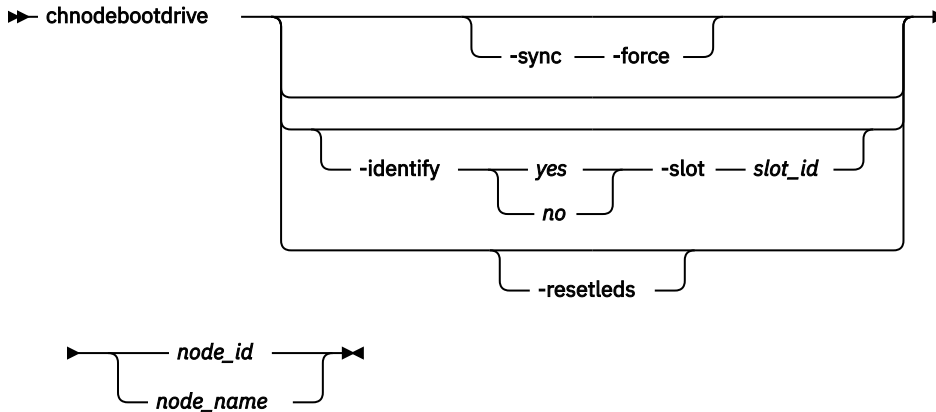 chnodebootdrive
-sync -force
-identify yes -slot slot_id
no
-resetleds
node_id
node_name